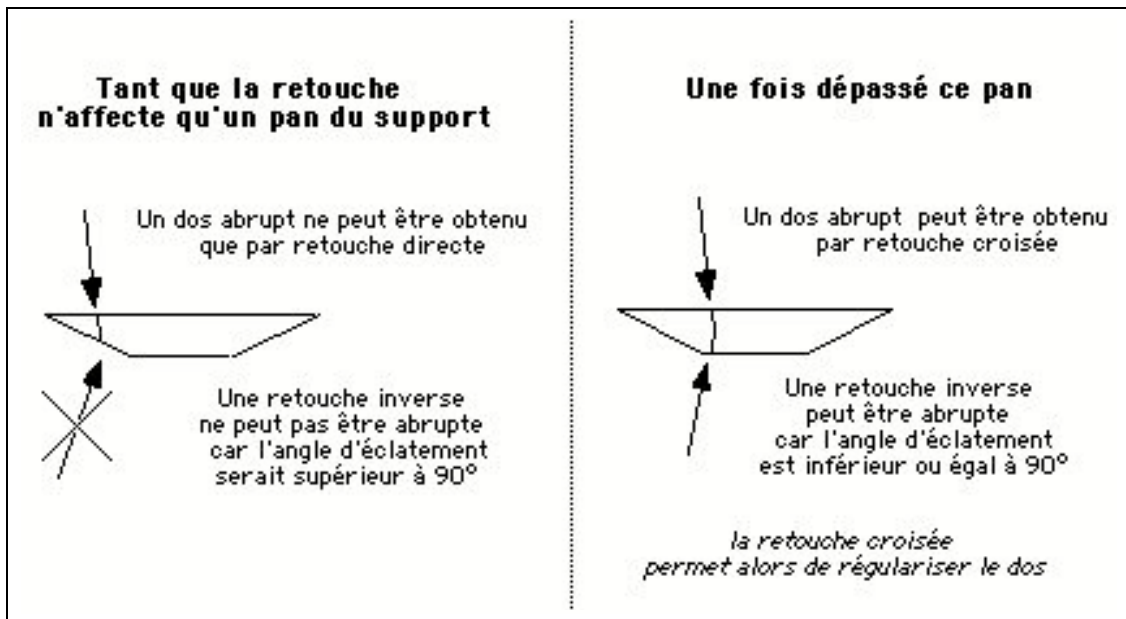 Tant que la retouche
n'affecte qu'un pan du support
Un dos abrupt ne peut être obtenu
que par retouche directe
Une retouche inverse
ne peut pas être abrupte
car l'angle d'éclatement
serait supérieur à 90°
Une fois dépassé ce pan
Un dos abrupt peut être obtenu
par retouche croisée
Une retouche inverse
peut être abrupte
car l'angle d'éclatement
est inférieur ou égal à 90°
la retouche croisée
permet alors de régulariser le dos